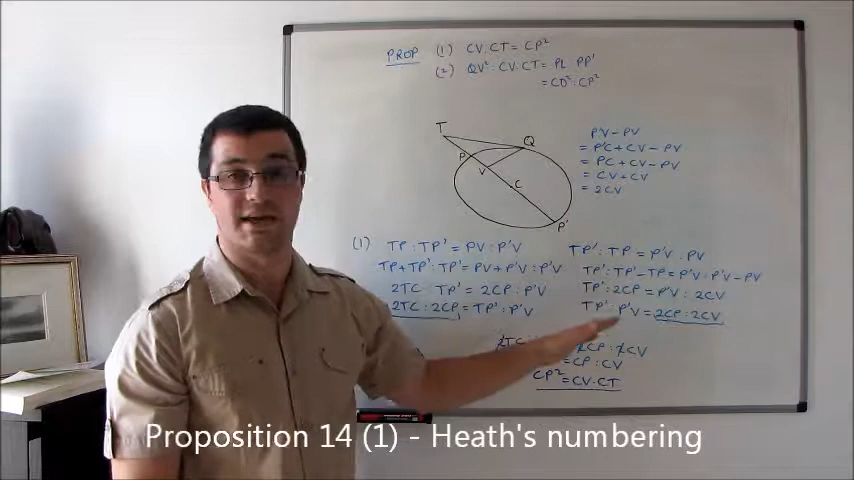 PROP (1) CV.CT = CP²
(2) QV² : CV.CT = PL : PP'
= CD² : CP²
T
Q
P
V
C
P'
P'V - PV
= P'C + CV - PV
= PC + CV - PV
= CV + CV
= 2CV
(1) TP : TP' = PV : P'V
TP + TP' : TP' = PV + P'V : P'V
2TC : TP' = 2CP : P'V
2TC : 2CP = TP' : P'V
TP' : TP = P'V : PV
TP' : TP' - TP = P'V : P'V - PV
TP' : 2CP = P'V : 2CV
TP' : P'V = 2CP : 2CV
2TC
2CP : 2CV
= CP : CV
CP² = CV.CT
Proposition 14 (1) - Heath's numbering